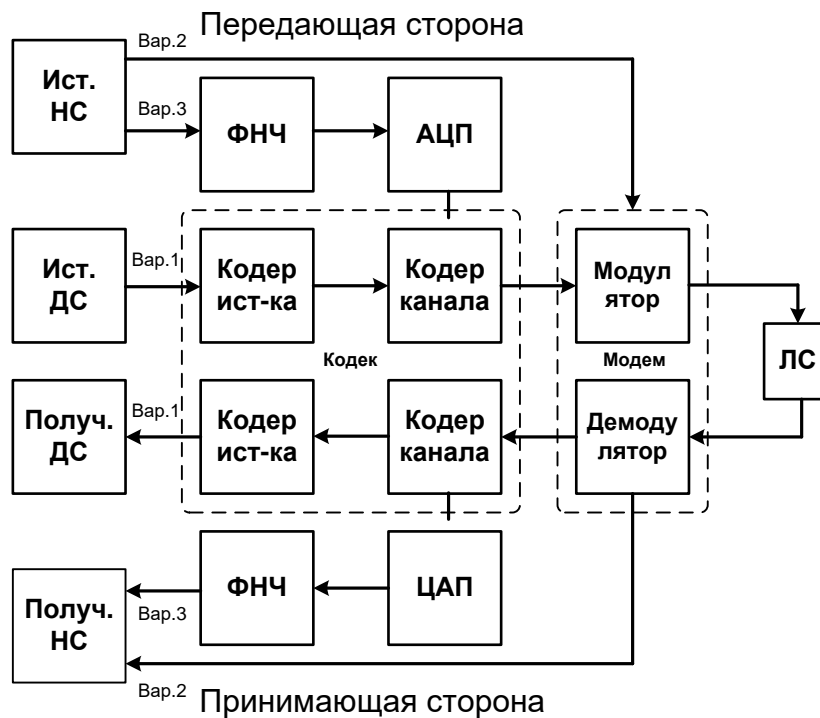 Передающая сторона
Вар.2
Ист.
НС
Вар.3
ФНЧ
АЦП
Ист.
ДС
Вар.1
Кодер
ист-ка
Кодер
канала
Модул
ятор
Кодек
Модем
ЛС
Получ.
ДС
Вар.1
Кодер
ист-ка
Кодер
канала
Демоду
лятор
Получ.
НС
Вар.3
ФНЧ
ЦАП
Вар.2
Принимающая сторона